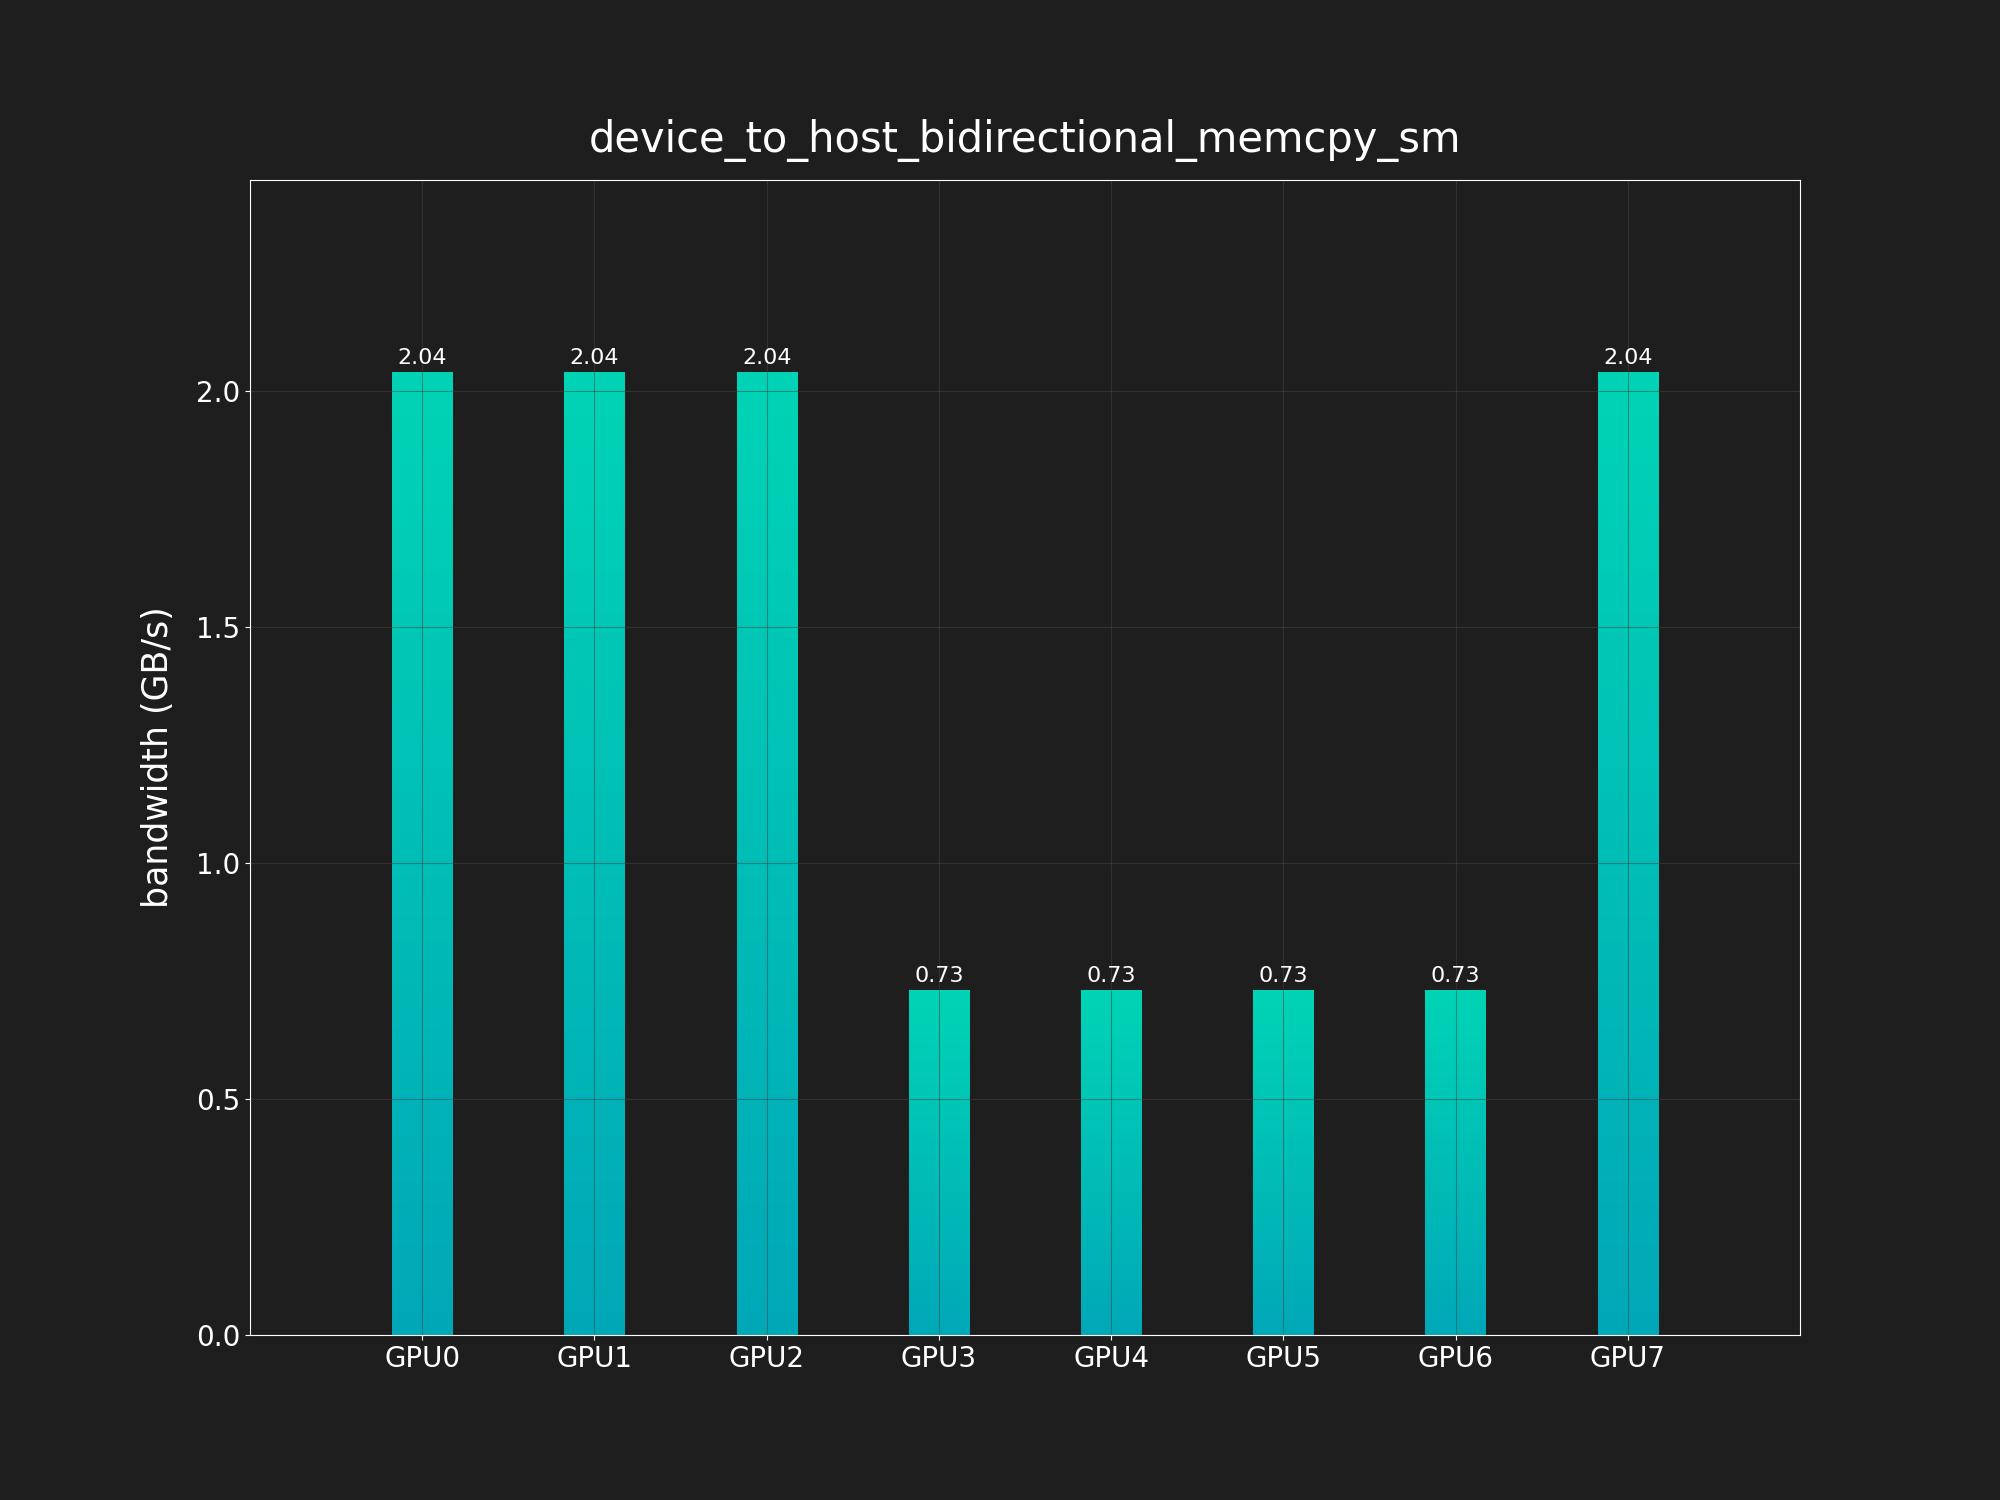 device_to_host_bidirectional_memcpy_sm
bandwidth (GB/s)
2.0
1.5
1.0
0.5
0.0
2.04 2.04 2.04 2.04
0.73 0.73 0.73 0.73
GPU0 GPU1 GPU2 GPU3 GPU4 GPU5 GPU6 GPU7